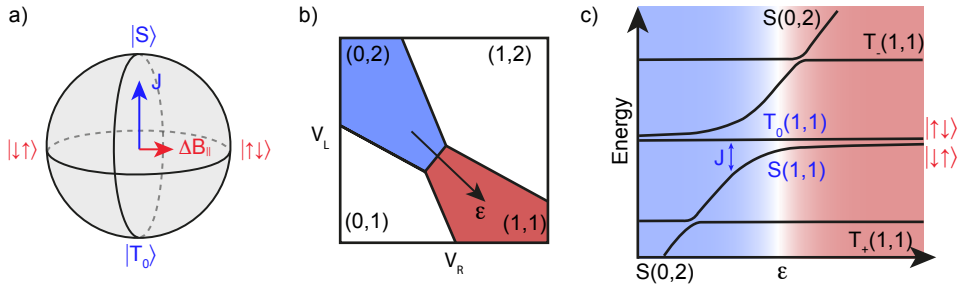 a)
|S⟩
J
|↓↑⟩
ΔB||
|↑↓⟩
|T0⟩
b)
(0,2)
(1,2)
VL
ε
(0,1)
(1,1)
VR
c)
S(0,2)
T-(1,1)
Energy
T0(1,1)
|↑↓⟩
J
|↓↑⟩
S(1,1)
T+(1,1)
S(0,2)
ε